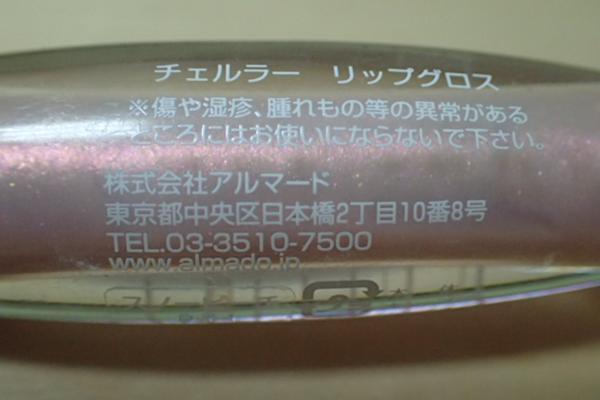 チェルラー　リップグロス
※傷や湿疹、腫れもの等の異常がある
ところにはお使いにならないで下さい。
株式会社アルマード
東京都中央区日本橋2丁目10番8号
TEL.03-3510-7500
www.almado.jp